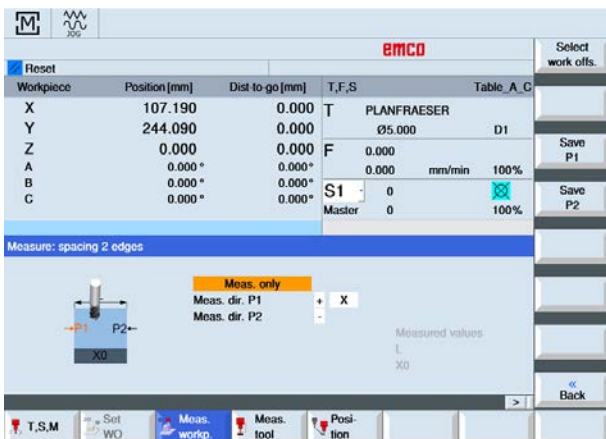 M JOG
emco
Select work offs.
Reset
Workpiece Position [mm] Dist-to-go [mm] T,F,S Table_A_C
X 107.190 0.000 T PLANFRAESER
Y 244.090 0.000 Ø5.000 D1
Z 0.000 0.000 F 0.000
Save P1
A 0.000° 0.000° 0.000 mm/min 100%
B 0.000° 0.000° S1 0
C 0.000° 0.000° Master 0 100%
Save P2
Measure: spacing 2 edges
Meas. only
Meas. dir. P1 + X
Meas. dir. P2 -
P1 P2
X0
Measured values
L
X0
>
«
Back
T,S,M Set WO Meas. workp. Meas. tool Posi- tion